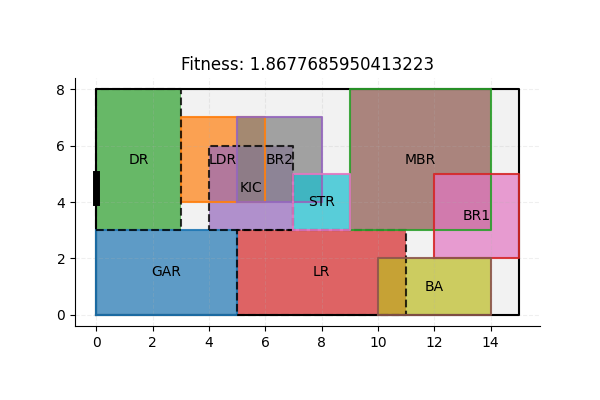 Fitness: 1.8677685950413223
8
6
4
2
0
DR
LDR
BR2
MBR
KIC
STR
BR1
GAR
LR
BA
0 2 4 6 8 10 12 14